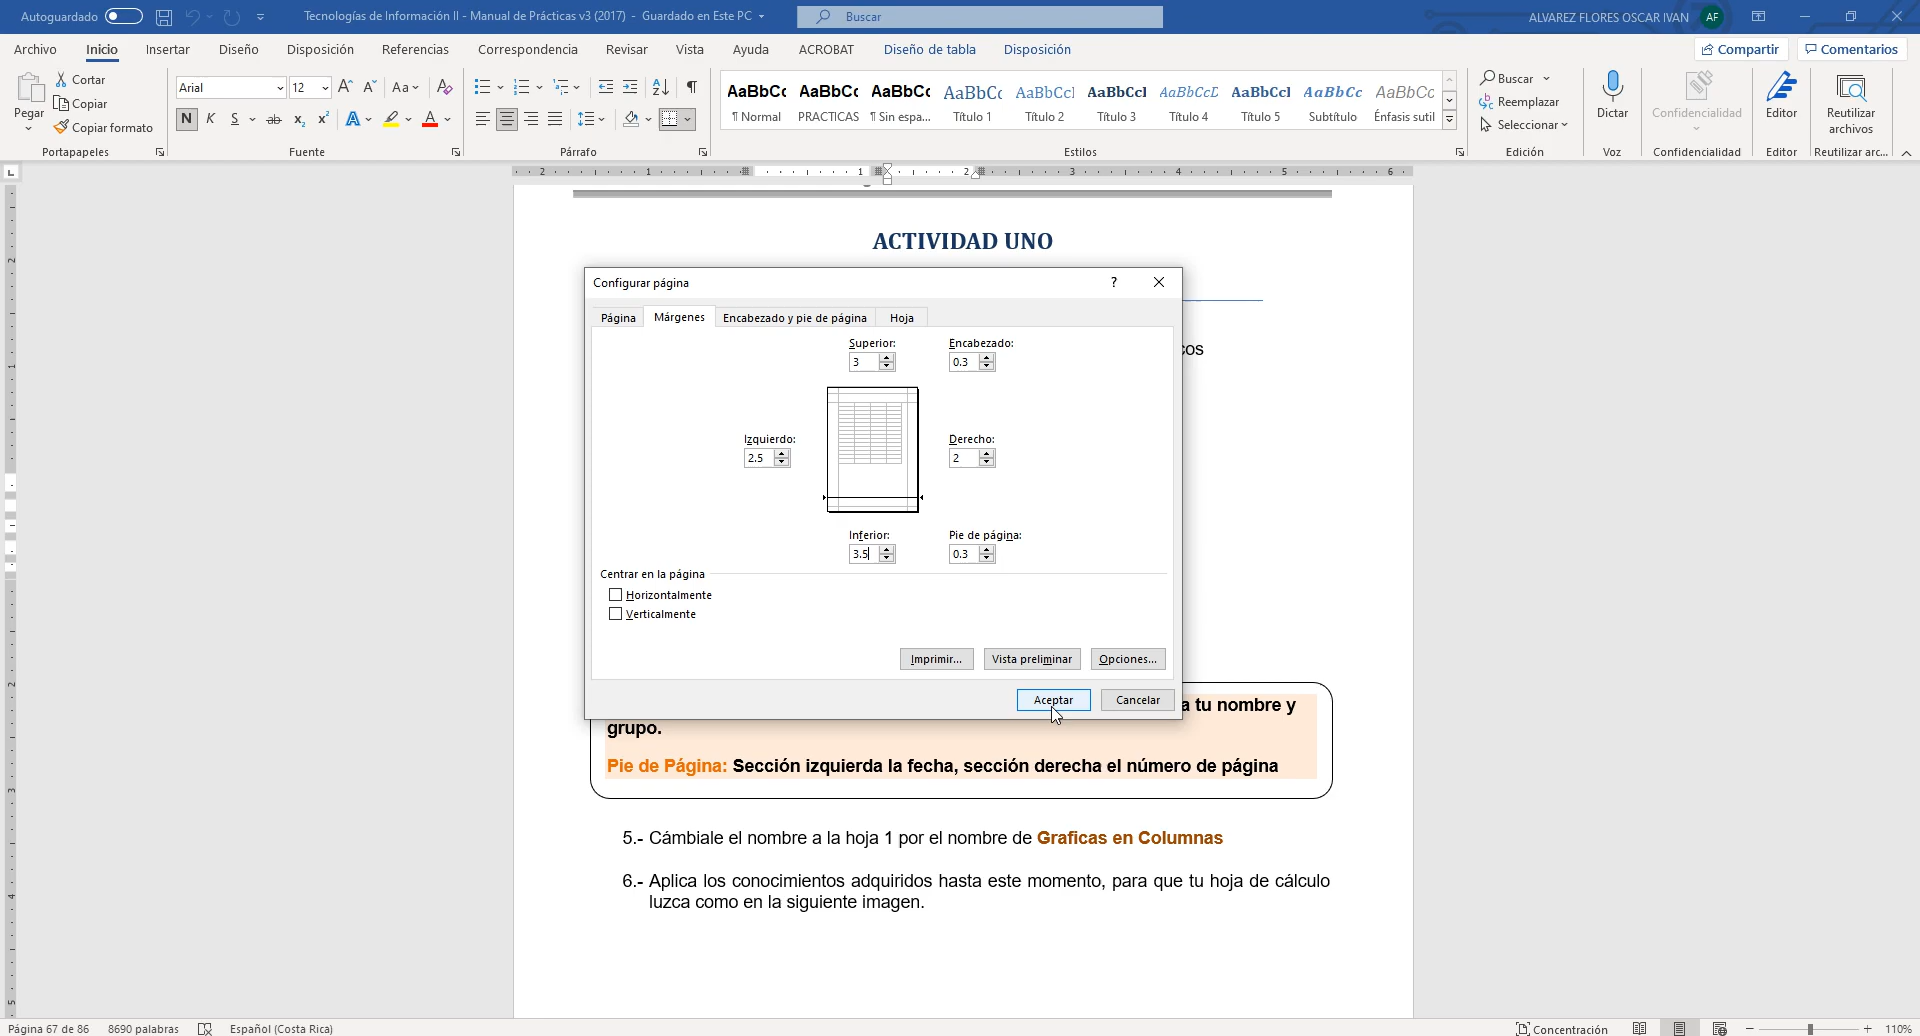 Autoguardado
Tecnologías de Información II - Manual de Prácticas v3 (2017) - Guardado en Este PC
Buscar
ALVAREZ FLORES OSCAR IVAN AF
Archivo Inicio Insertar Diseño Disposición Referencias Correspondencia Revisar Vista Ayuda ACROBAT Diseño de tabla Disposición Compartir Comentarios
Pegar
Cortar
Copiar
Copiar formato
Portapapeles
Arial 12
Fuente
Párrafo
AaBbCc AaBbCc AaBbCcI AaBbCc AaBbCcI AaBbCcI AaBbCcD AaBbCcI AaBbCc AaBbCc
¶ Normal PRACTICAS ¶ Sin espa... Título 1 Título 2 Título 3 Título 4 Título 5 Subtítulo Énfasis sutil
Estilos
Buscar
Reemplazar
Seleccionar
Edición
Dictar
Voz
Confidencialidad
Confidencialidad
Editor
Editor
Reutilizar
archivos
Reutilizar arc...
ACTIVIDAD UNO
Configurar página
Página Márgenes Encabezado y pie de página Hoja
Superior: Encabezado:
3 0.3
Izquierdo: Derecho:
2.5 2
Inferior: Pie de página:
3.5 0.3
Centrar en la página
Horizontalmente
Verticalmente
Imprimir... Vista preliminar Opciones...
Aceptar Cancelar
cos
a tu nombre y
grupo.
Pie de Página: Sección izquierda la fecha, sección derecha el número de página
5.- Cámbiale el nombre a la hoja 1 por el nombre de Graficas en Columnas
6.- Aplica los conocimientos adquiridos hasta este momento, para que tu hoja de cálculo
luzca como en la siguiente imagen.
Página 67 de 86 8690 palabras Español (Costa Rica) Concentración 110%